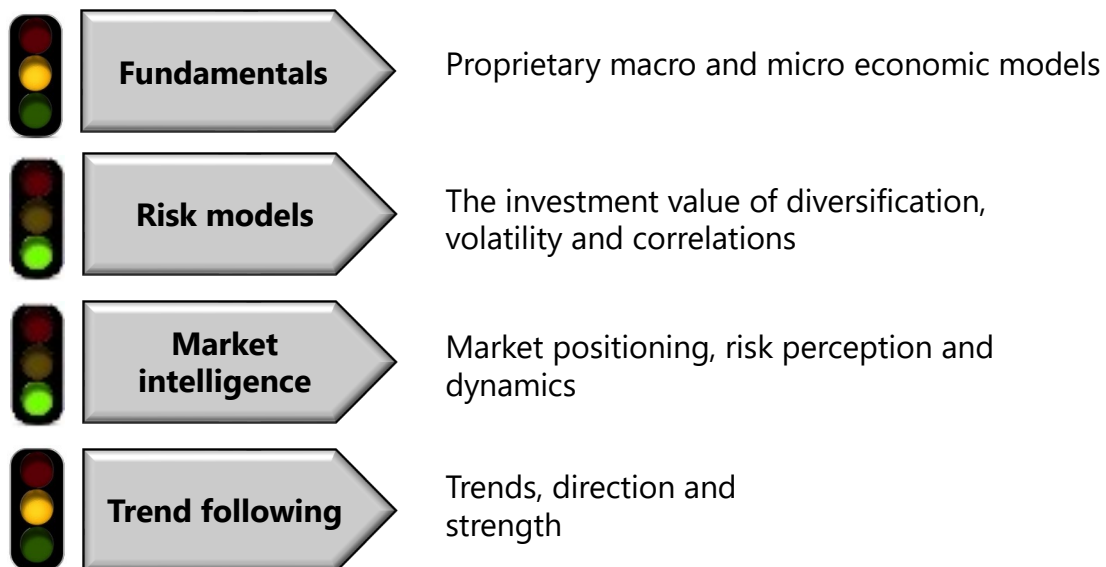 Fundamentals
Proprietary macro and micro economic models
Risk models
The investment value of diversification,
volatility and correlations
Market
intelligence
Market positioning, risk perception and
dynamics
Trend following
Trends, direction and
strength